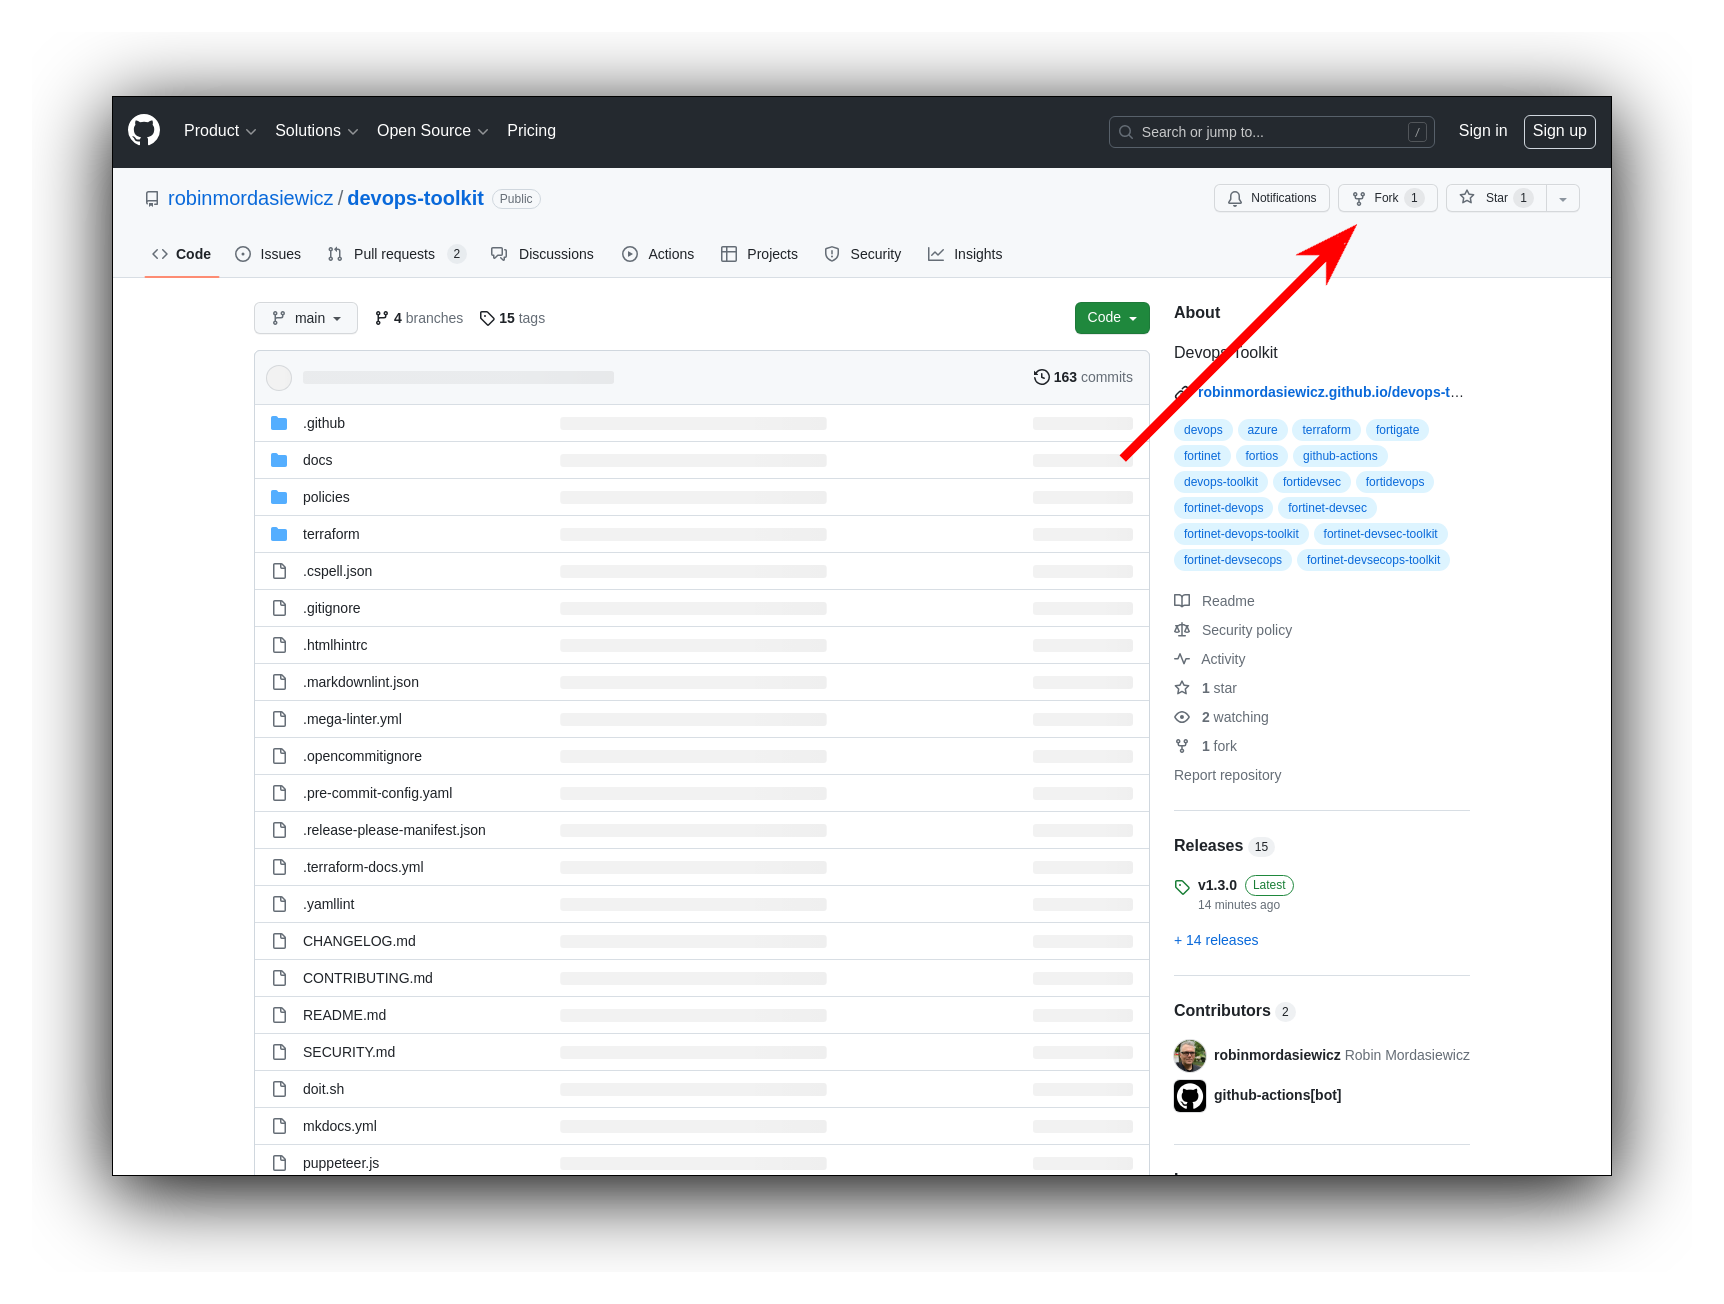 Product Solutions Open Source Pricing Search or jump to... / Sign in Sign up
robinmordasiewicz / devops-toolkit Public Notifications Fork 1 Star 1
Code Issues Pull requests 2 Discussions Actions Projects Security Insights
main 4 branches 15 tags Code
163 commits
.github
docs
policies
terraform
.cspell.json
.gitignore
.htmlhintrc
.markdownlint.json
.mega-linter.yml
.opencommitignore
.pre-commit-config.yaml
.release-please-manifest.json
.terraform-docs.yml
.yamllint
CHANGELOG.md
CONTRIBUTING.md
README.md
SECURITY.md
doit.sh
mkdocs.yml
puppeteer.js
About
Devops Toolkit
robinmordasiewicz.github.io/devops-t...
devops azure terraform fortigate
fortinet fortios github-actions
devops-toolkit fortidevsec fortidevops
fortinet-devops fortinet-devsec
fortinet-devops-toolkit fortinet-devsec-toolkit
fortinet-devsecops fortinet-devsecops-toolkit
Readme
Security policy
Activity
1 star
2 watching
1 fork
Report repository
Releases 15
v1.3.0 Latest
14 minutes ago
+ 14 releases
Contributors 2
robinmordasiewicz Robin Mordasiewicz
github-actions[bot]